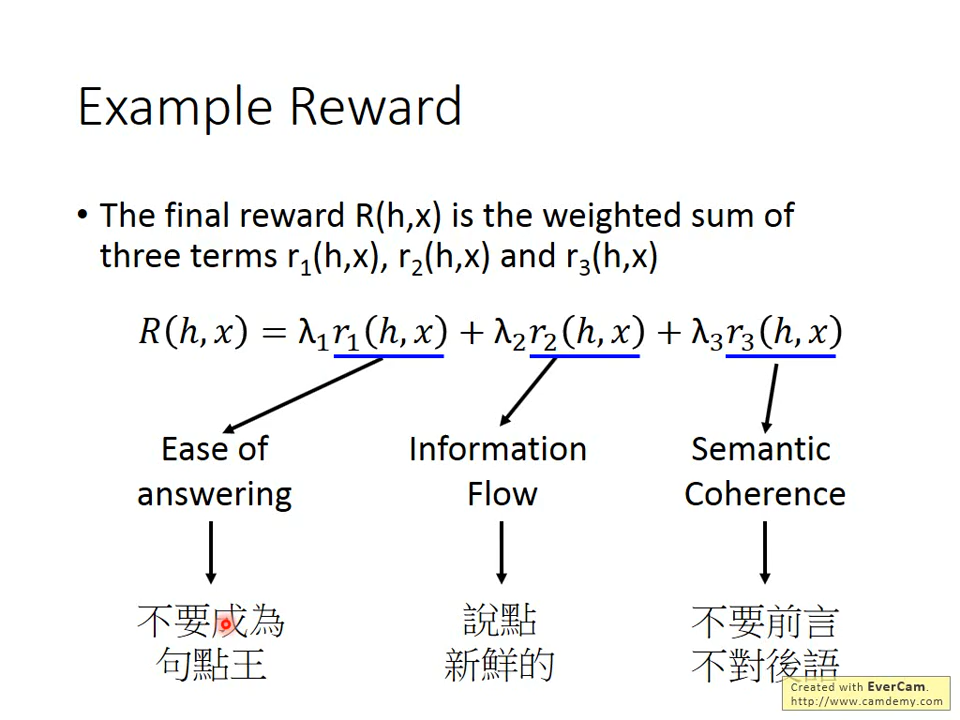 Example Reward
• The final reward R(h,x) is the weighted sum of
three terms r₁(h,x), r₂(h,x) and r₃(h,x)
R(h, x) = λ₁r₁(h, x) + λ₂r₂(h, x) + λ₃r₃(h, x)
Ease of
answering
Information
Flow
Semantic
Coherence
不要成為
句點王
說點
新鮮的
不要前言
不對後語
Created with EverCam.
http://www.camdemy.com